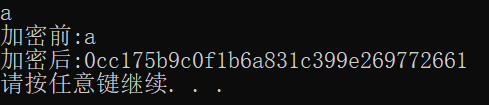 a
加密前:a
加密后:0cc175b9c0f1b6a831c399e269772661
请按任意键继续. . .